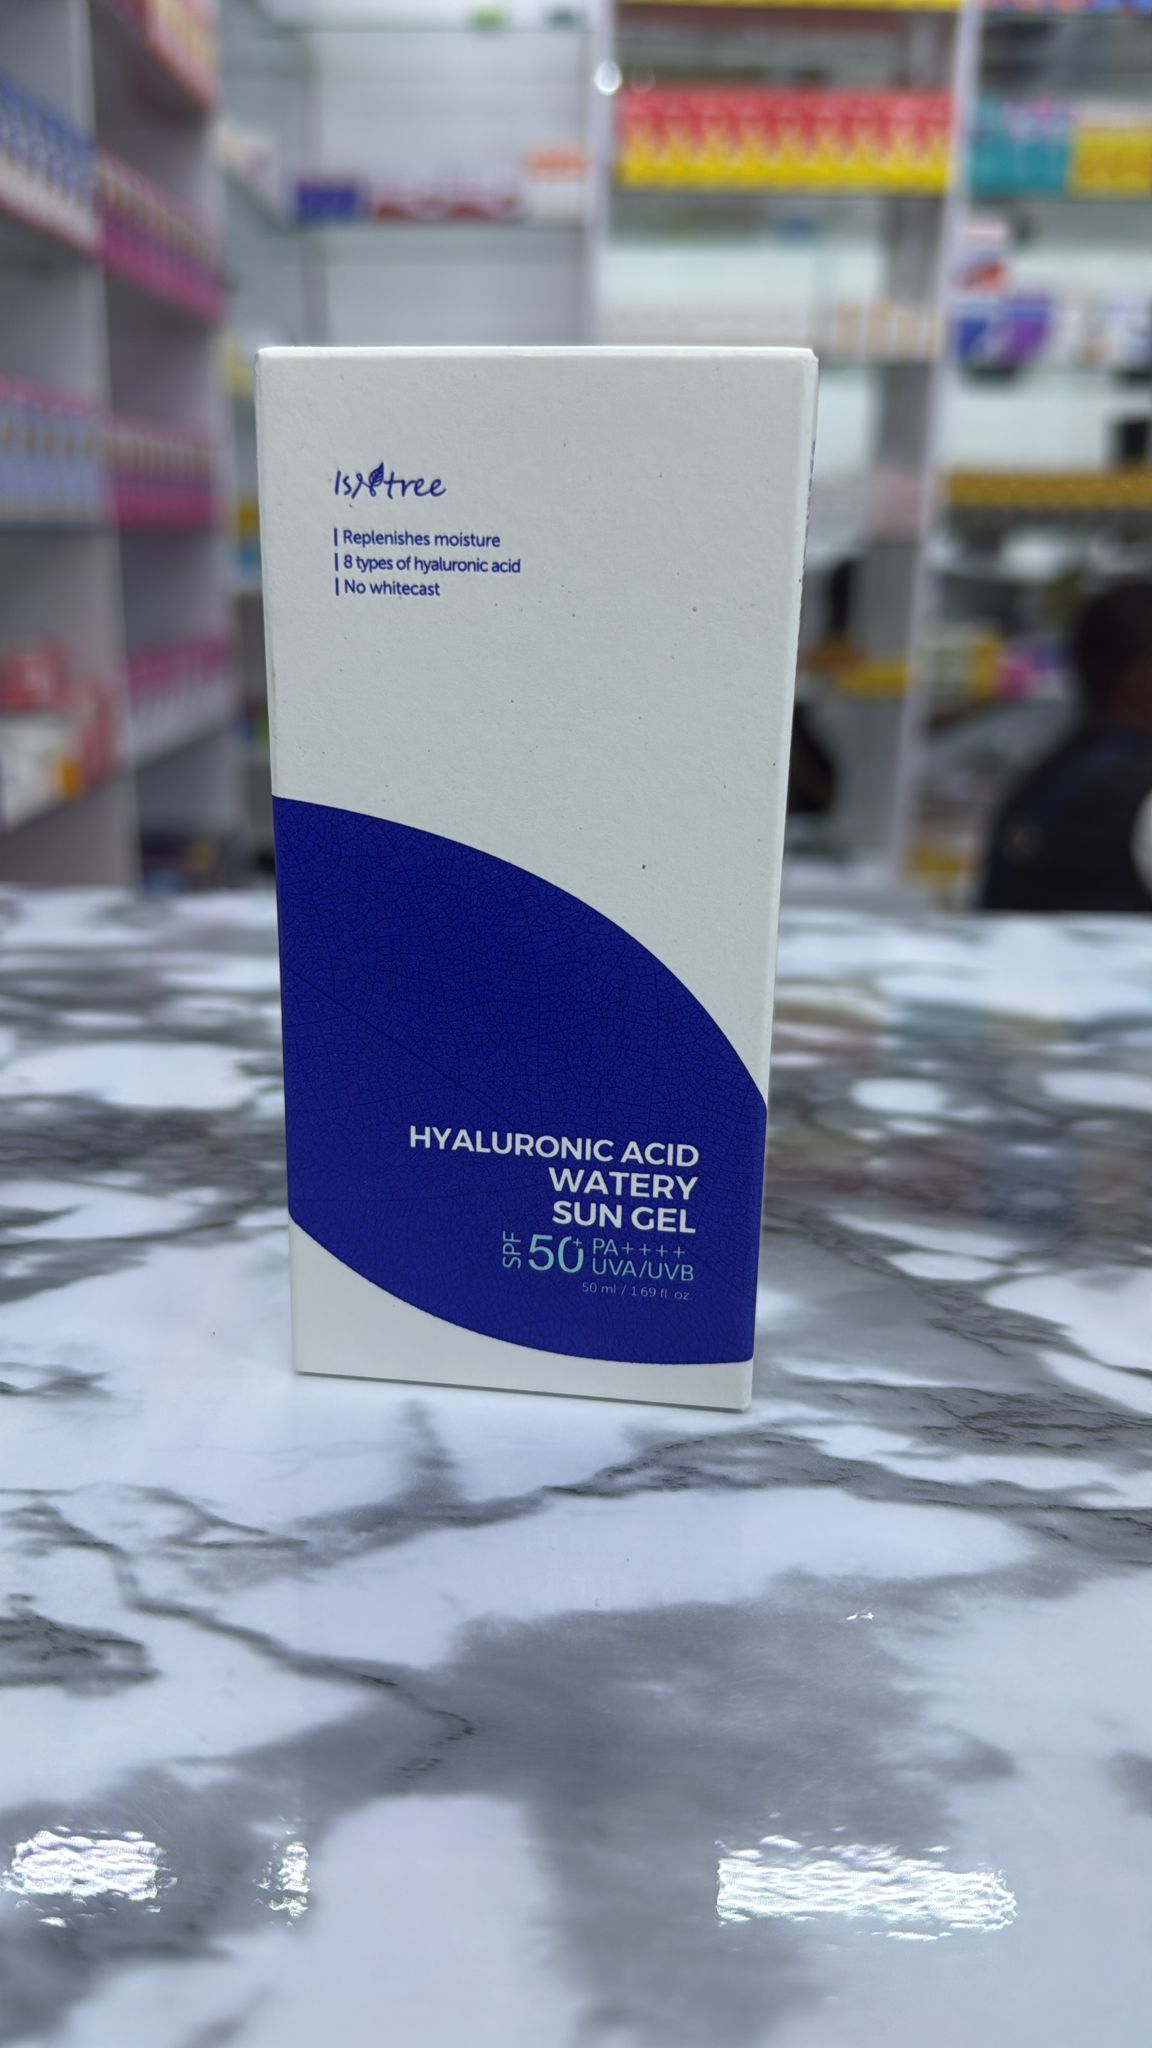 Isntree
Replenishes moisture
8 types of hyaluronic acid
No whitecast
HYALURONIC ACID
WATERY
SUN GEL
SPF 50+ PA++++
UVA/UVB
50 ml / 1.69 fl. oz.